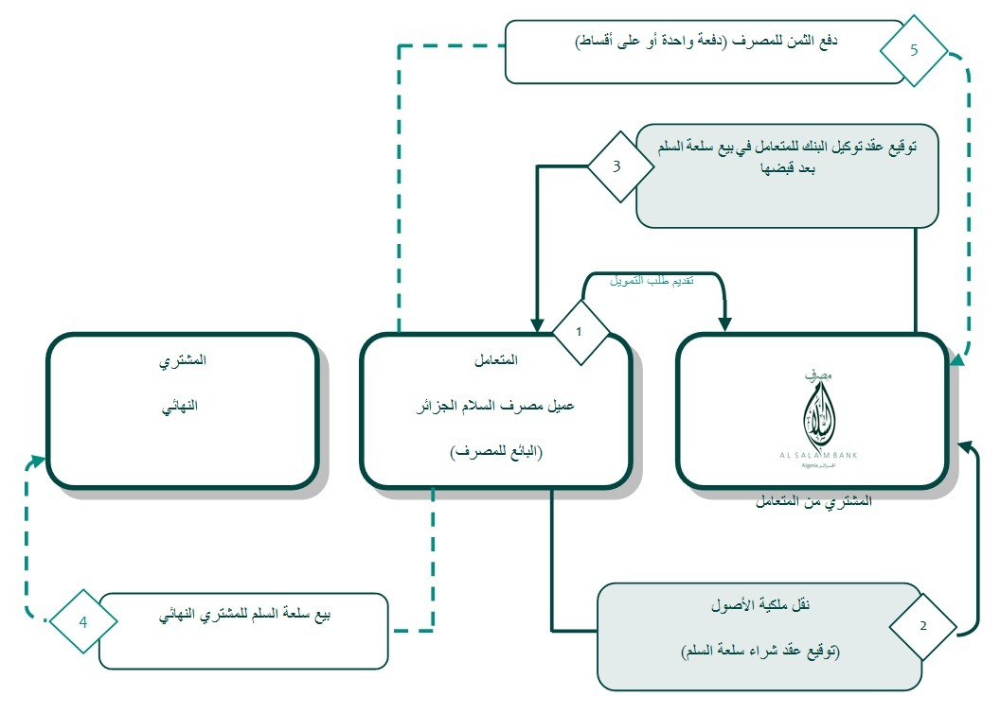 دفع الثمن للمصرف (دفعة واحدة أو على أقساط)
5
توقيع عقد توكيل البنك للمتعامل في بيع سلعة السلم
بعد قبضها
3
تقديم طلب التمويل
1
المشتري
النهائي
المتعامل
عميل مصرف السلام الجزائر
(البائع للمصرف)
مصرف
السلام
AL SALAM BANK
Algeria الجزائر
المشتري من المتعامل
4
بيع سلعة السلم للمشتري النهائي
نقل ملكية الأصول
(توقيع عقد شراء سلعة السلم)
2